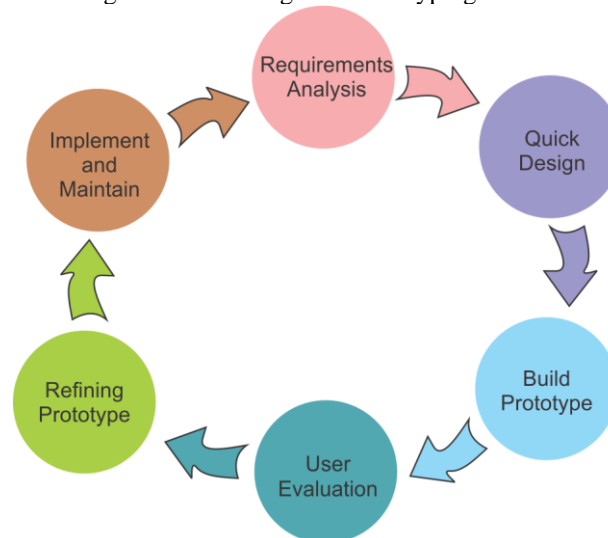 Requirements
Analysis
Quick
Design
Build
Prototype
User
Evaluation
Refining
Prototype
Implement
and
Maintain